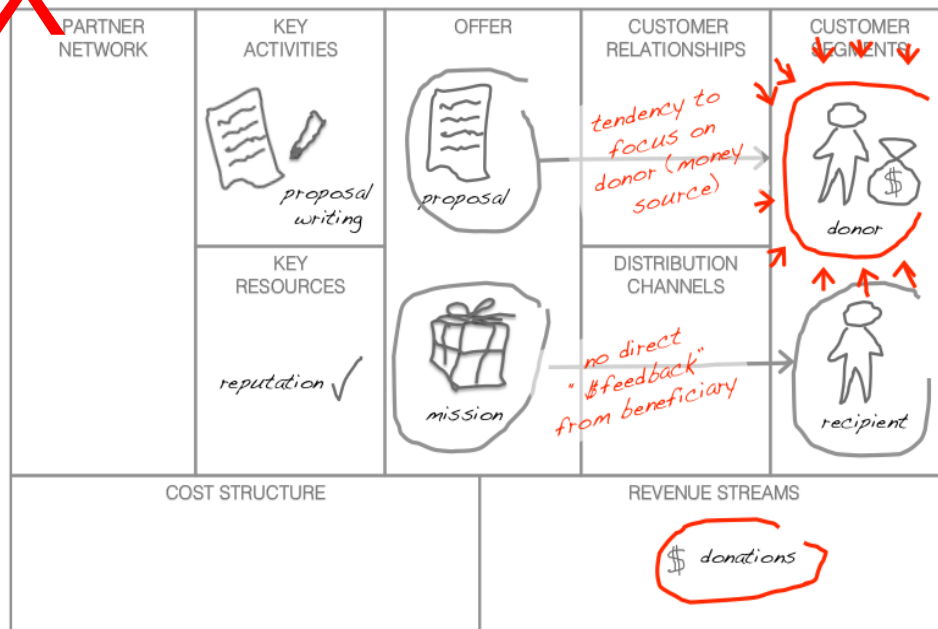 PARTNER
NETWORK
KEY
ACTIVITIES
proposal
writing
OFFER
proposal
CUSTOMER
RELATIONSHIPS
tendency to
focus on
donor (money
source)
CUSTOMER
SEGMENTS
$
donor
KEY
RESOURCES
reputation
mission
DISTRIBUTION
CHANNELS
no direct
"$feedback"
from beneficiary
recipient
COST STRUCTURE
REVENUE STREAMS
$ donations